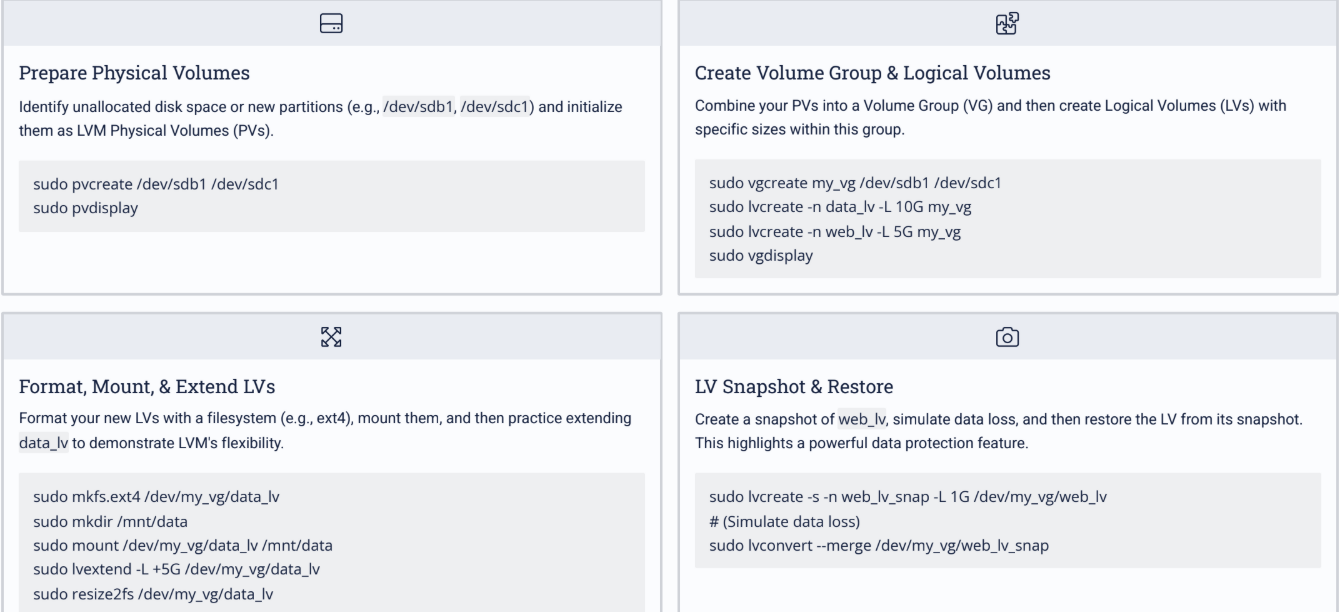 Prepare Physical Volumes
Identify unallocated disk space or new partitions (e.g., /dev/sdb1, /dev/sdc1) and initialize
them as LVM Physical Volumes (PVs).
sudo pvcreate /dev/sdb1 /dev/sdc1
sudo pvdisplay
Create Volume Group & Logical Volumes
Combine your PVs into a Volume Group (VG) and then create Logical Volumes (LVs) with
specific sizes within this group.
sudo vgcreate my_vg /dev/sdb1 /dev/sdc1
sudo lvcreate -n data_lv -L 10G my_vg
sudo lvcreate -n web_lv -L 5G my_vg
sudo vgdisplay
Format, Mount, & Extend LVs
Format your new LVs with a filesystem (e.g., ext4), mount them, and then practice extending
data_lv to demonstrate LVM's flexibility.
sudo mkfs.ext4 /dev/my_vg/data_lv
sudo mkdir /mnt/data
sudo mount /dev/my_vg/data_lv /mnt/data
sudo lvextend -L +5G /dev/my_vg/data_lv
sudo resize2fs /dev/my_vg/data_lv
LV Snapshot & Restore
Create a snapshot of web_lv, simulate data loss, and then restore the LV from its snapshot.
This highlights a powerful data protection feature.
sudo lvcreate -s -n web_lv_snap -L 1G /dev/my_vg/web_lv
# (Simulate data loss)
sudo lvconvert --merge /dev/my_vg/web_lv_snap